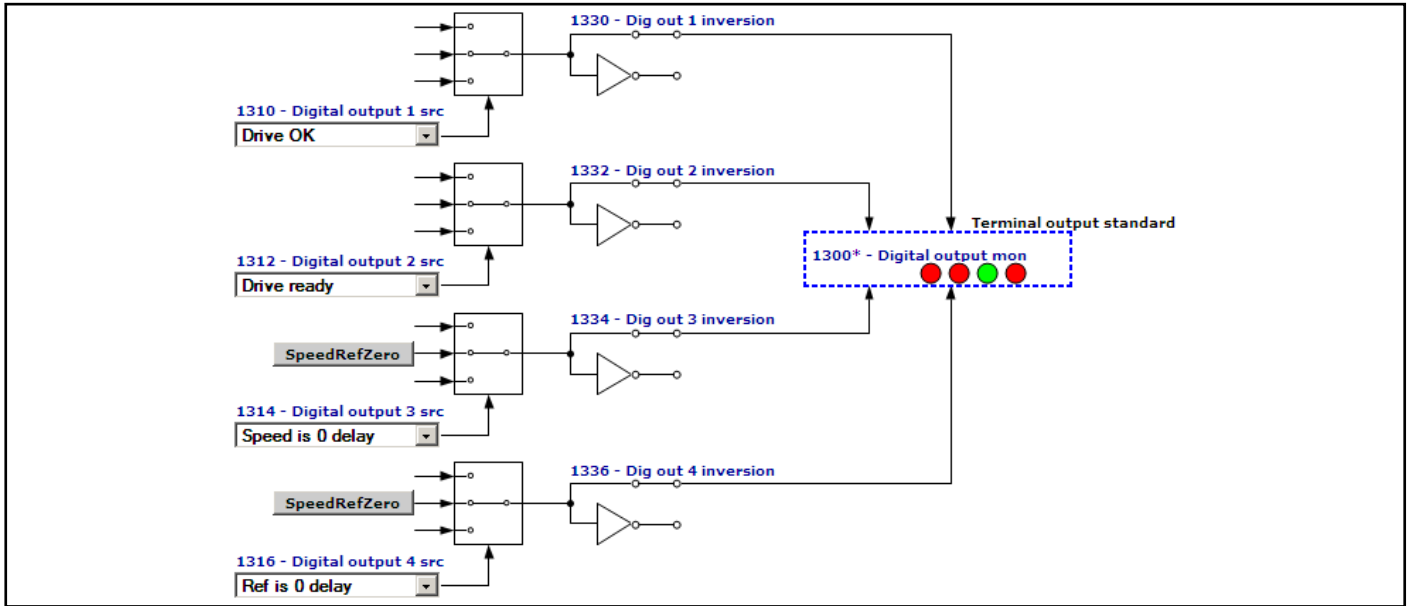 1330 - Dig out 1 inversion
1310 - Digital output 1 src
Drive OK
1332 - Dig out 2 inversion
1312 - Digital output 2 src
Drive ready
Terminal output standard
1300* - Digital output mon
1334 - Dig out 3 inversion
SpeedRefZero
1314 - Digital output 3 src
Speed is 0 delay
1336 - Dig out 4 inversion
SpeedRefZero
1316 - Digital output 4 src
Ref is 0 delay